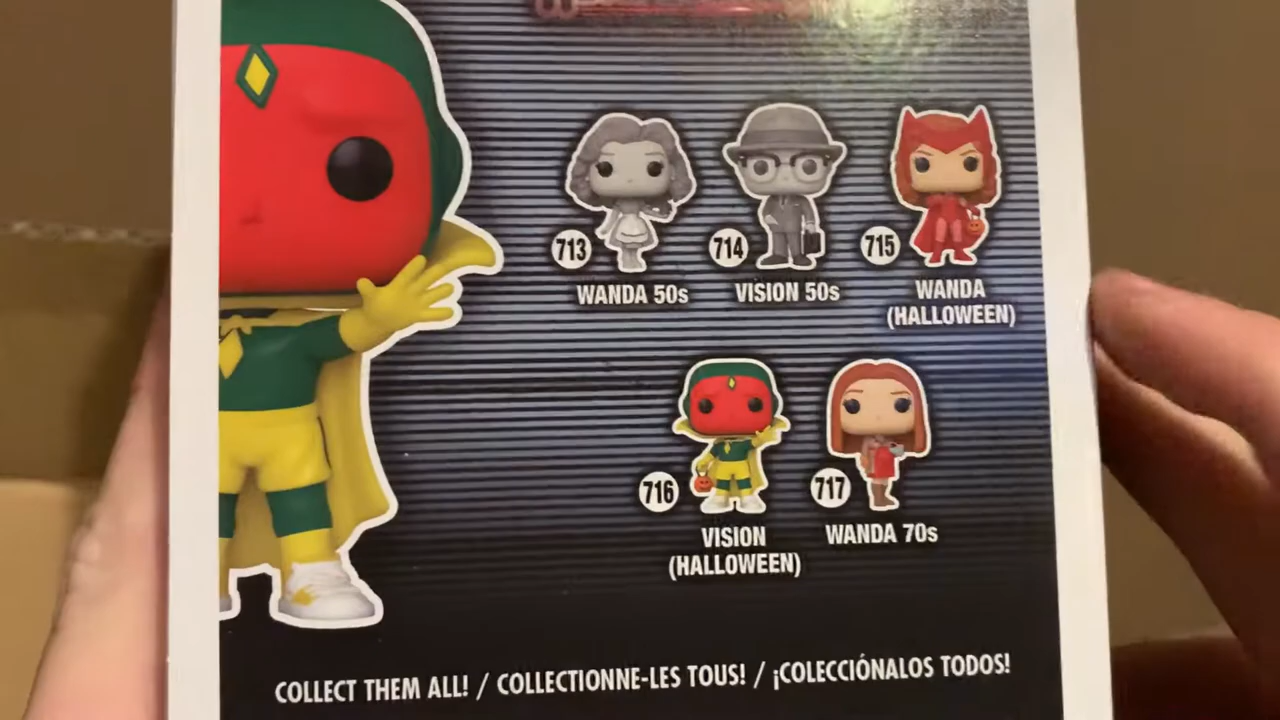 713
714
715
WANDA 50s
VISION 50s
WANDA
(HALLOWEEN)
716
717
VISION
(HALLOWEEN)
WANDA 70s
COLLECT THEM ALL! / COLLECTIONNE-LES TOUS! / ¡COLECCIÓNALOS TODOS!